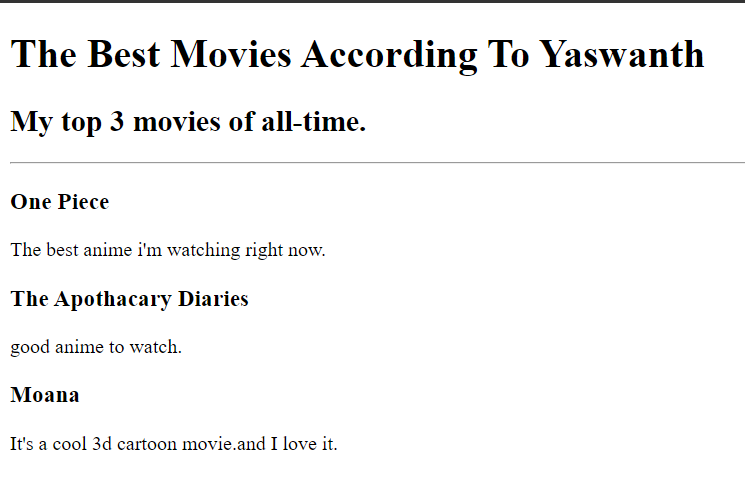 The Best Movies According To Yaswanth
My top 3 movies of all-time.
One Piece
The best anime i'm watching right now.
The Apothacary Diaries
good anime to watch.
Moana
It's a cool 3d cartoon movie.and I love it.